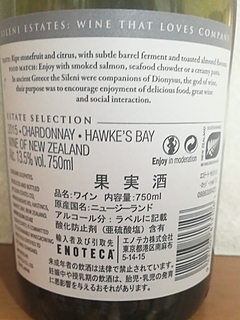 SILENI ESTATES: WINE THAT LOVES COMPANY
TASTE: Ripe stonefruit and citrus, with subtle barrel ferment and toasted almond flavours.
FOOD MATCH: Enjoy with smoked salmon, seafood chowder or a creamy pasta.
In ancient Greece the Sileni were companions of Dionysus, the god of wine,
their purpose was to encourage enjoyment of delicious food, great wine
and social interaction.
ESTATE SELECTION
2015 • CHARDONNAY • HAWKE'S BAY
WINE OF NEW ZEALAND
Alc. 13.5% vol. 750ml
Enjoy in moderation
果実酒
品名:ワイン 内容量:750ml
原産国名:ニュージーランド
アルコール分:ラベルに記載
酸化防止剤(亜硫酸塩)含有
輸入者及び引取先
ENOTECA
エノテカ株式会社
東京都港区南麻布
5-14-15
未成年者の飲酒は法律で禁じられています。
妊娠中や授乳期の飲酒は、胎児・乳児の発育
に悪影響を与えるおそれがあります。